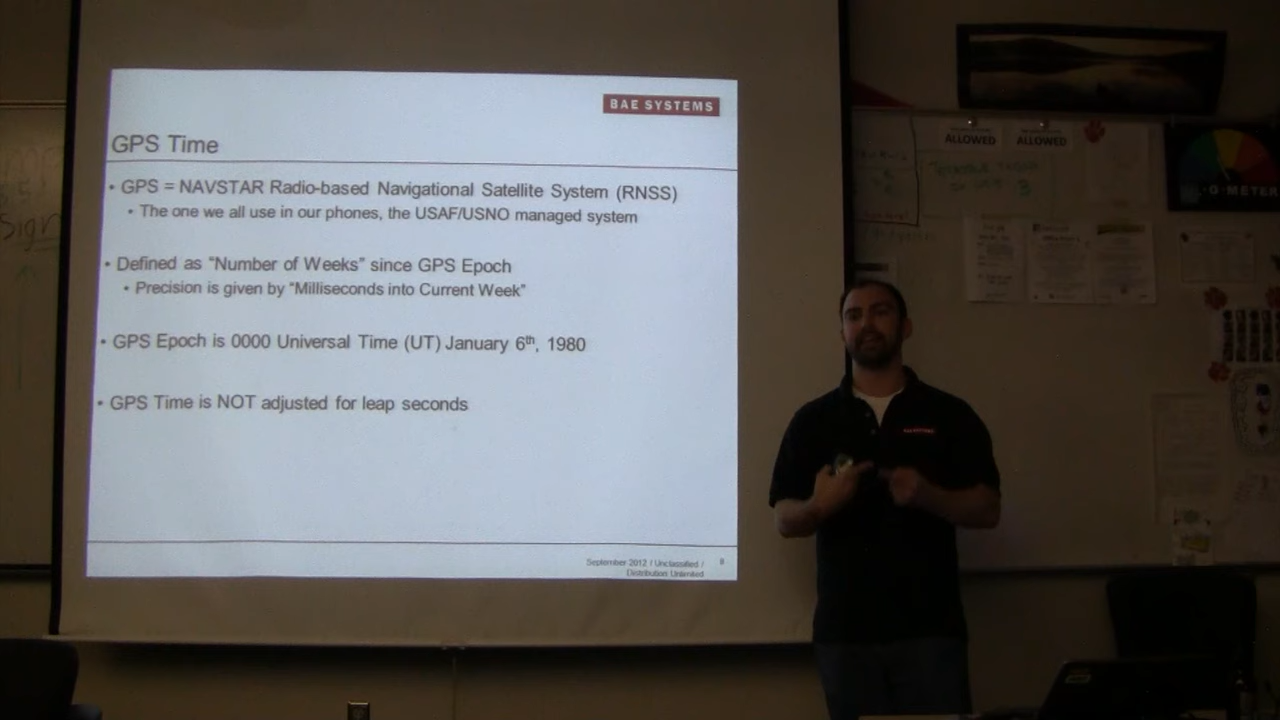 BAE SYSTEMS
GPS Time
• GPS = NAVSTAR Radio-based Navigational Satellite System (RNSS)
• The one we all use in our phones, the USAF/USNO managed system
• Defined as "Number of Weeks" since GPS Epoch
• Precision is given by "Milliseconds into Current Week"
• GPS Epoch is 0000 Universal Time (UT) January 6th, 1980
• GPS Time is NOT adjusted for leap seconds
September 2012 / Unclassified /
Distribution Unlimited
8
ALLOWED
ALLOWED
-O-METER
Sign